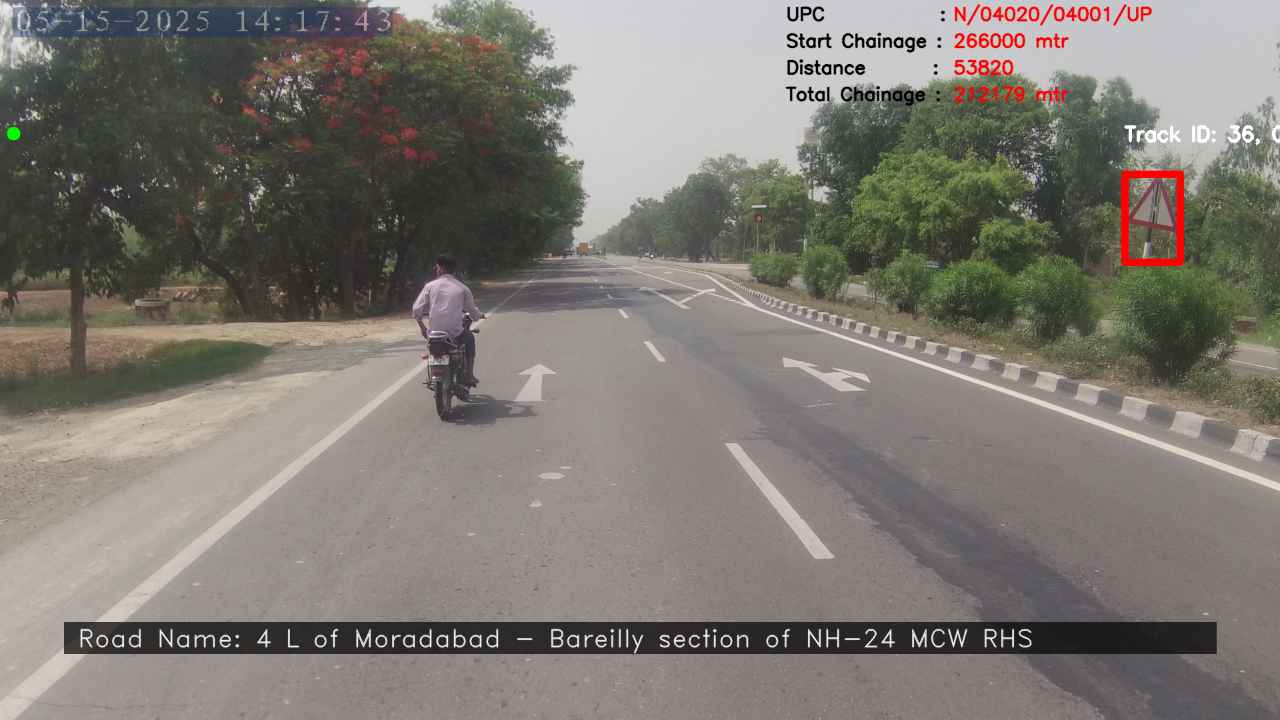 05-15-2025 14:17:43
UPC : N/04020/04001/UP
Start Chainage : 266000 mtr
Distance : 53820
Total Chainage : 212179 mtr
Track ID: 36,
Road Name: 4 L of Moradabad - Bareilly section of NH-24 MCW RHS